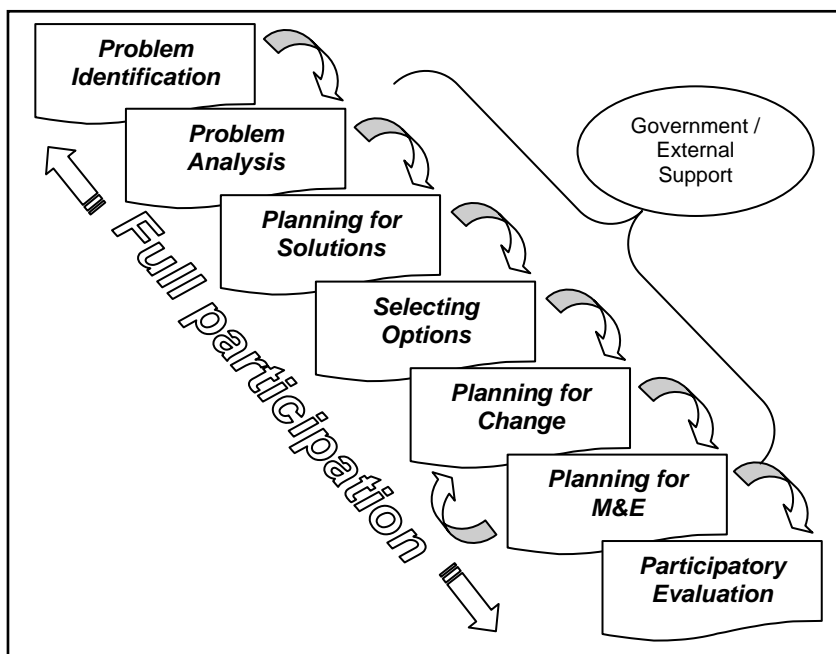 Problem
Identification
Problem
Analysis
Planning for
Solutions
Selecting
Options
Planning for
Change
Planning for
M&E
Participatory
Evaluation
Government /
External
Support
Full participation